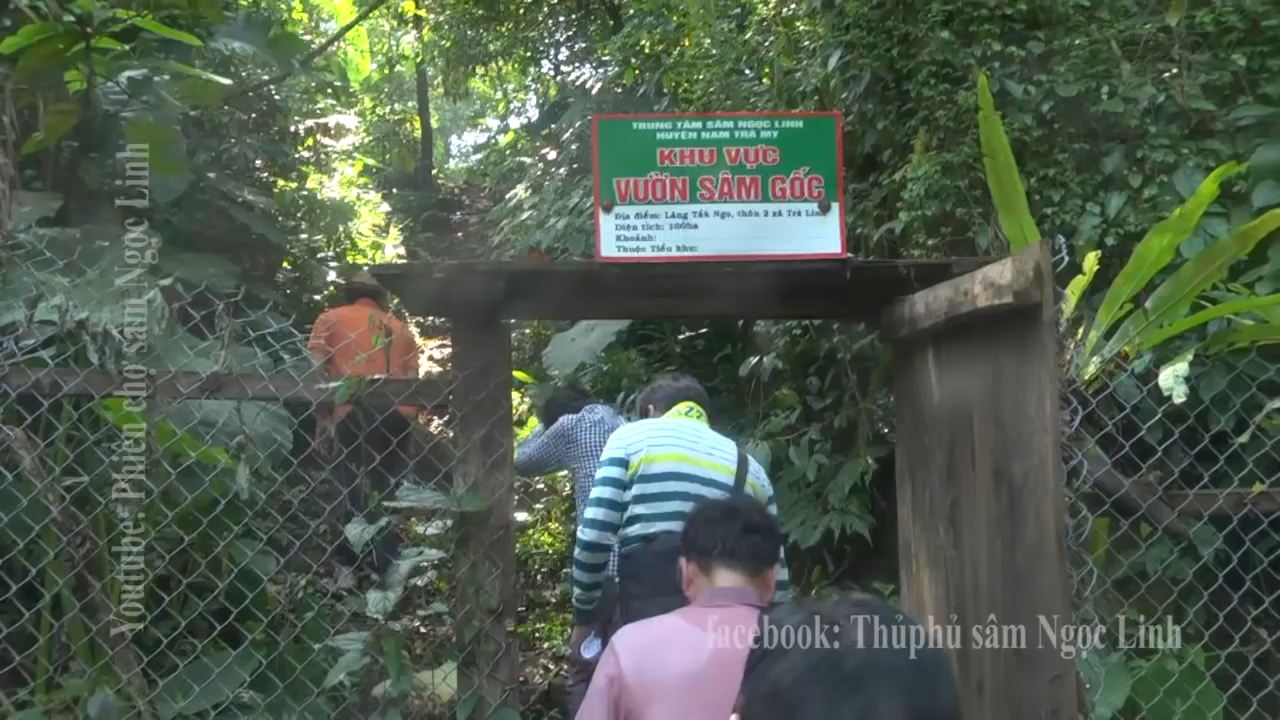 TRUNG TÂM SÂM NGỌC LINH
HUYỆN NAM TRÀ MY
KHU VỰC
VƯỜN SÂM GỐC
Địa điểm: Làng Tắk Ngo, thôn 2 xã Trà Linh
Diện tích: 100ha
Khoảnh:
Thuộc Tiểu khu:
Youtube: Phiên chợ sâm Ngọc Linh
facebook: Thủphủ sâm Ngọc Linh